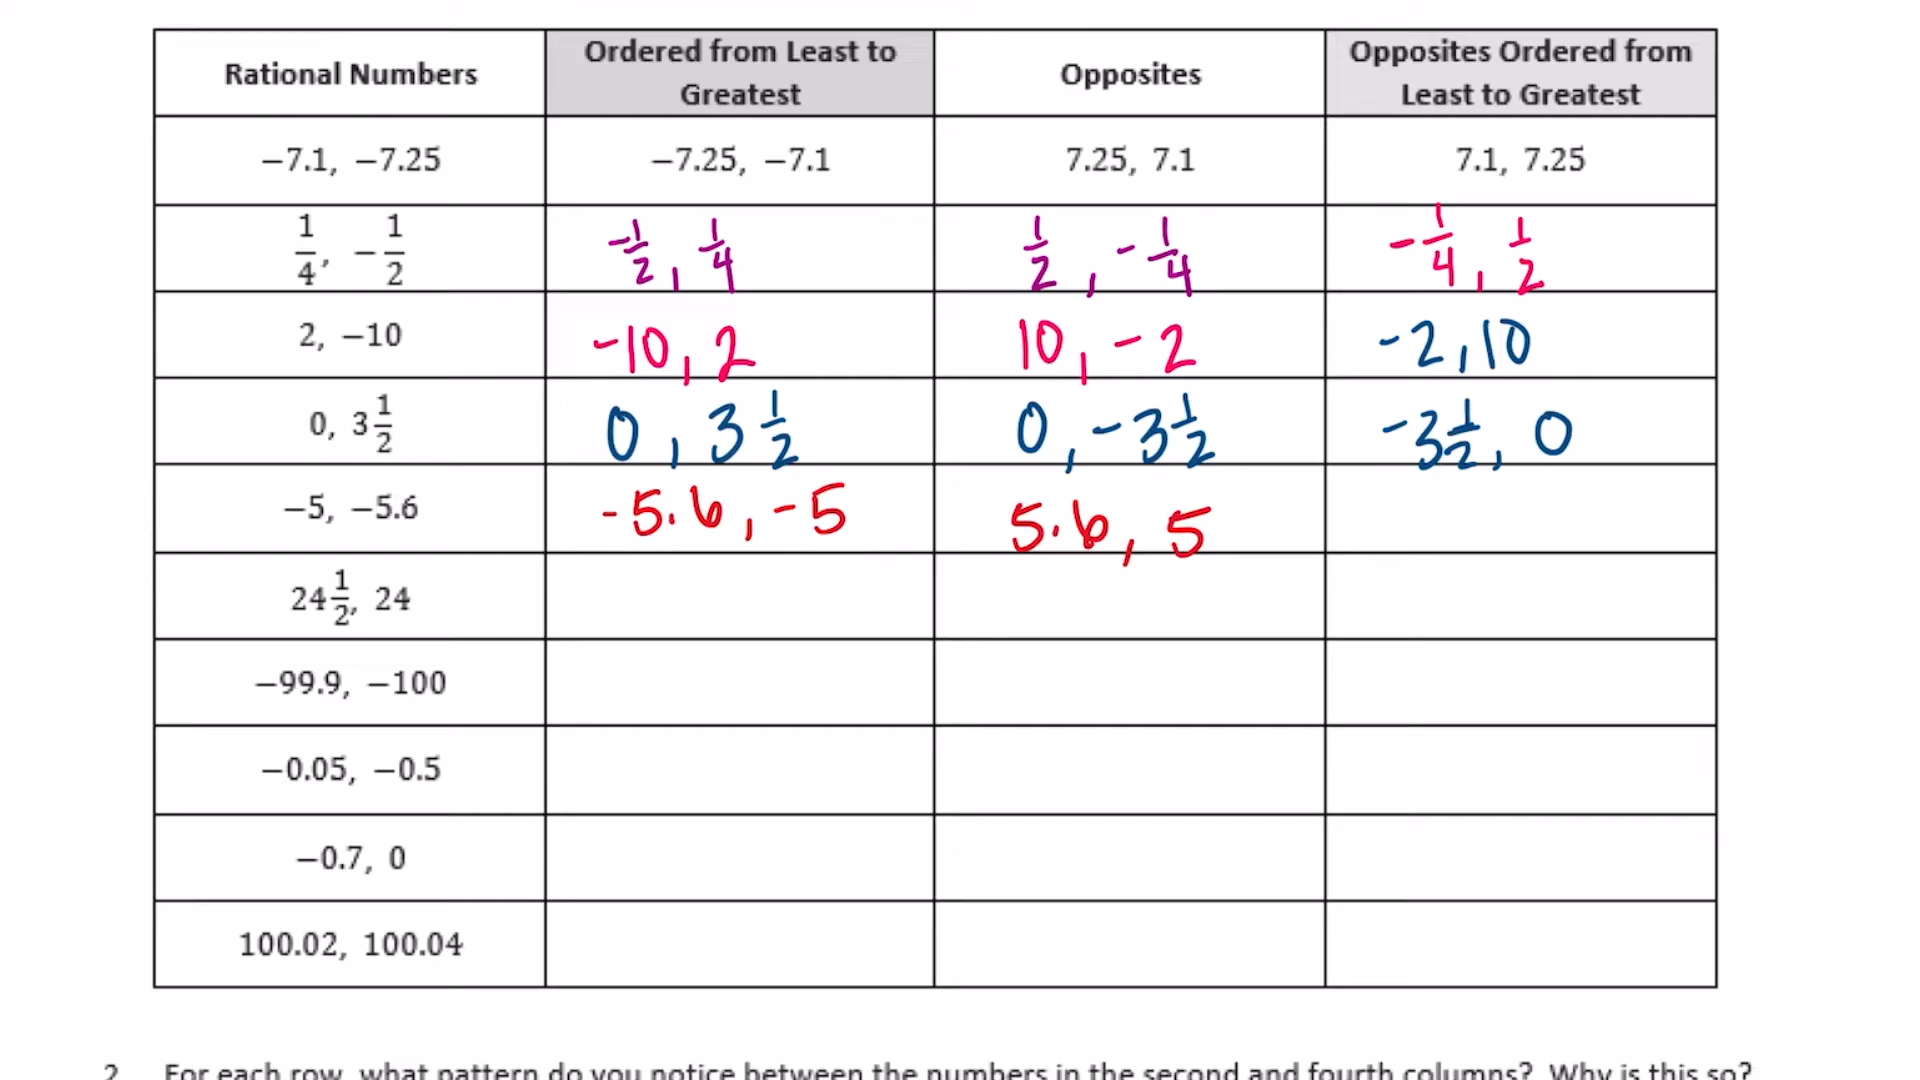 Rational Numbers | Ordered from Least to Greatest | Opposites | Opposites Ordered from Least to Greatest
−7.1, −7.25 | −7.25, −7.1 | 7.25, 7.1 | 7.1, 7.25
1/4, −1/2 | -1/2, 1/4 | 1/2, -1/4 | -1/4, 1/2
2, −10 | -10, 2 | 10, -2 | -2, 10
0, 3 1/2 | 0, 3 1/2 | 0, -3 1/2 | -3 1/2, 0
−5, −5.6 | -5.6, -5 | 5.6, 5
24 1/2, 24
−99.9, −100
−0.05, −0.5
−0.7, 0
100.02, 100.04
2 For each row, what pattern do you notice between the numbers in the second and fourth columns? Why is this so?